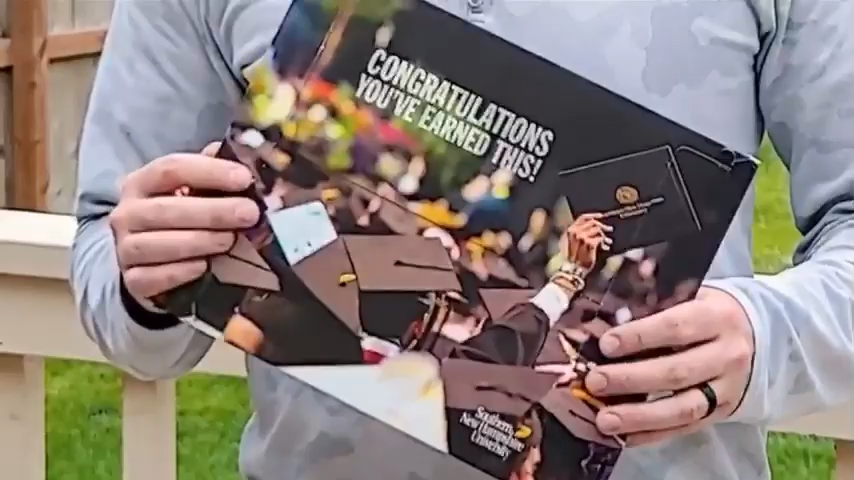 CONGRATULATIONS
YOU'VE EARNED THIS!
Southern
New Hampshire
University